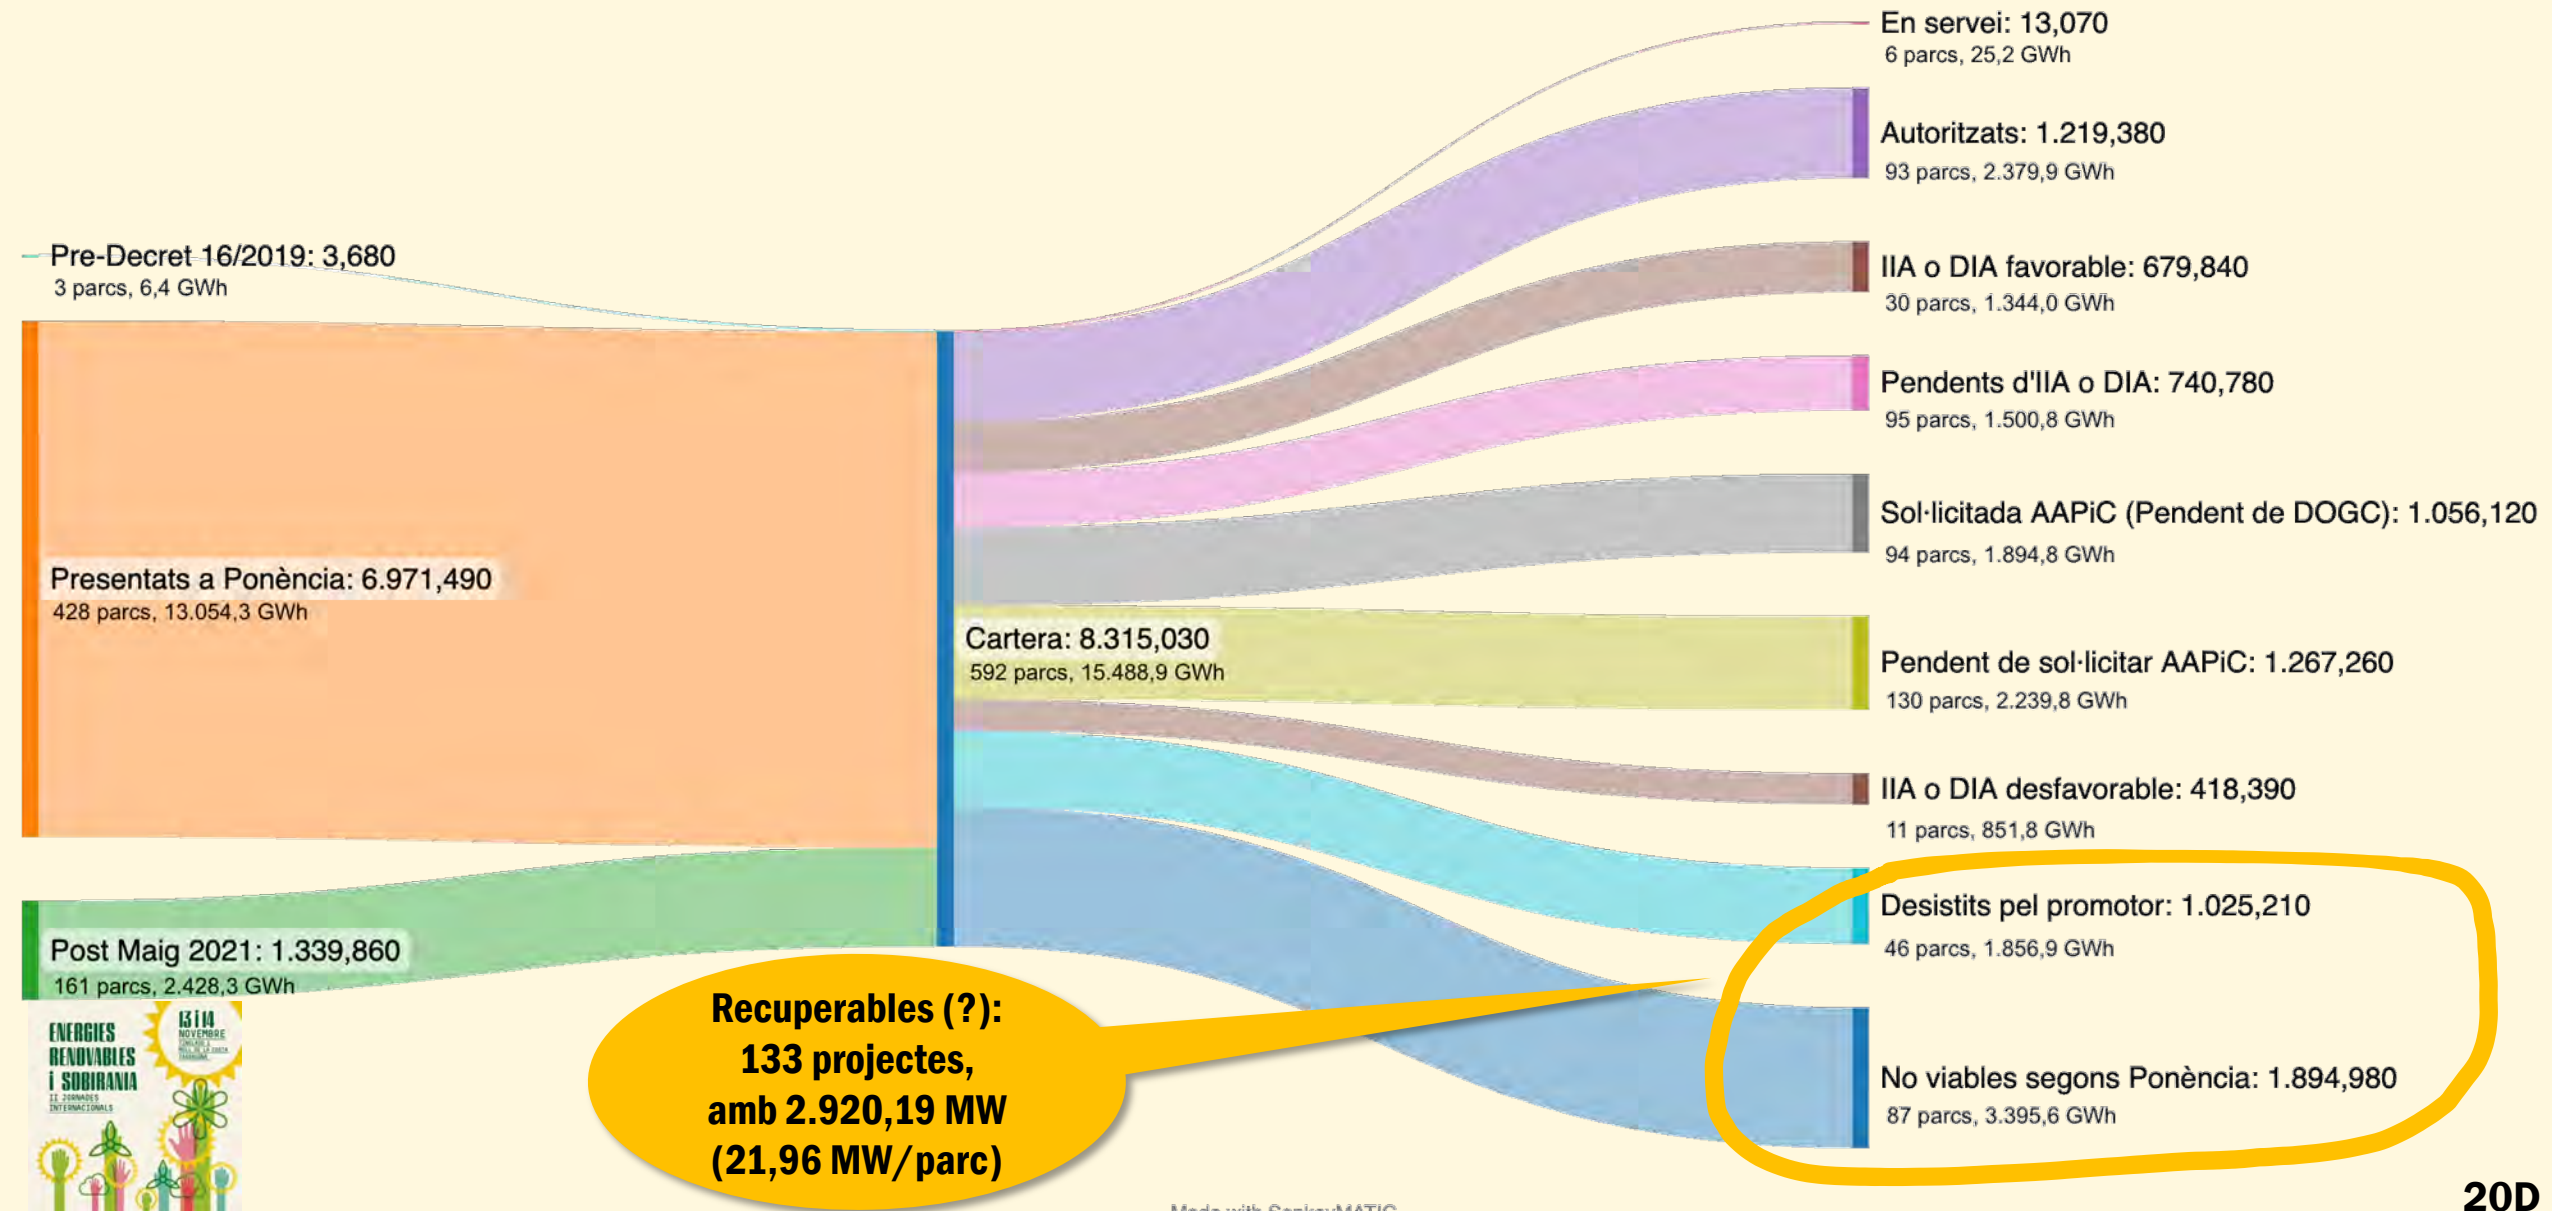 Pre-Decret 16/2019: 3,680
3 parcs, 6,4 GWh
Presentats a Ponència: 6.971,490
428 parcs, 13.054,3 GWh
Post Maig 2021: 1.339,860
161 parcs, 2.428,3 GWh
Cartera: 8.315,030
592 parcs, 15.488,9 GWh
En servei: 13,070
6 parcs, 25,2 GWh
Autoritzats: 1.219,380
93 parcs, 2.379,9 GWh
IIA o DIA favorable: 679,840
30 parcs, 1.344,0 GWh
Pendents d'IIA o DIA: 740,780
95 parcs, 1.500,8 GWh
Sol·licitada AAPiC (Pendent de DOGC): 1.056,120
94 parcs, 1.894,8 GWh
Pendent de sol·licitar AAPiC: 1.267,260
130 parcs, 2.239,8 GWh
IIA o DIA desfavorable: 418,390
11 parcs, 851,8 GWh
Desistits pel promotor: 1.025,210
46 parcs, 1.856,9 GWh
No viables segons Ponència: 1.894,980
87 parcs, 3.395,6 GWh
Recuperables (?):
133 projectes,
amb 2.920,19 MW
(21,96 MW/parc)
ENERGIES
RENOVABLES
i SOBIRANIA
II JORNADES
INTERNACIONALS
13 i 14
NOVEMBRE
Made with SankeyMATIC
20D